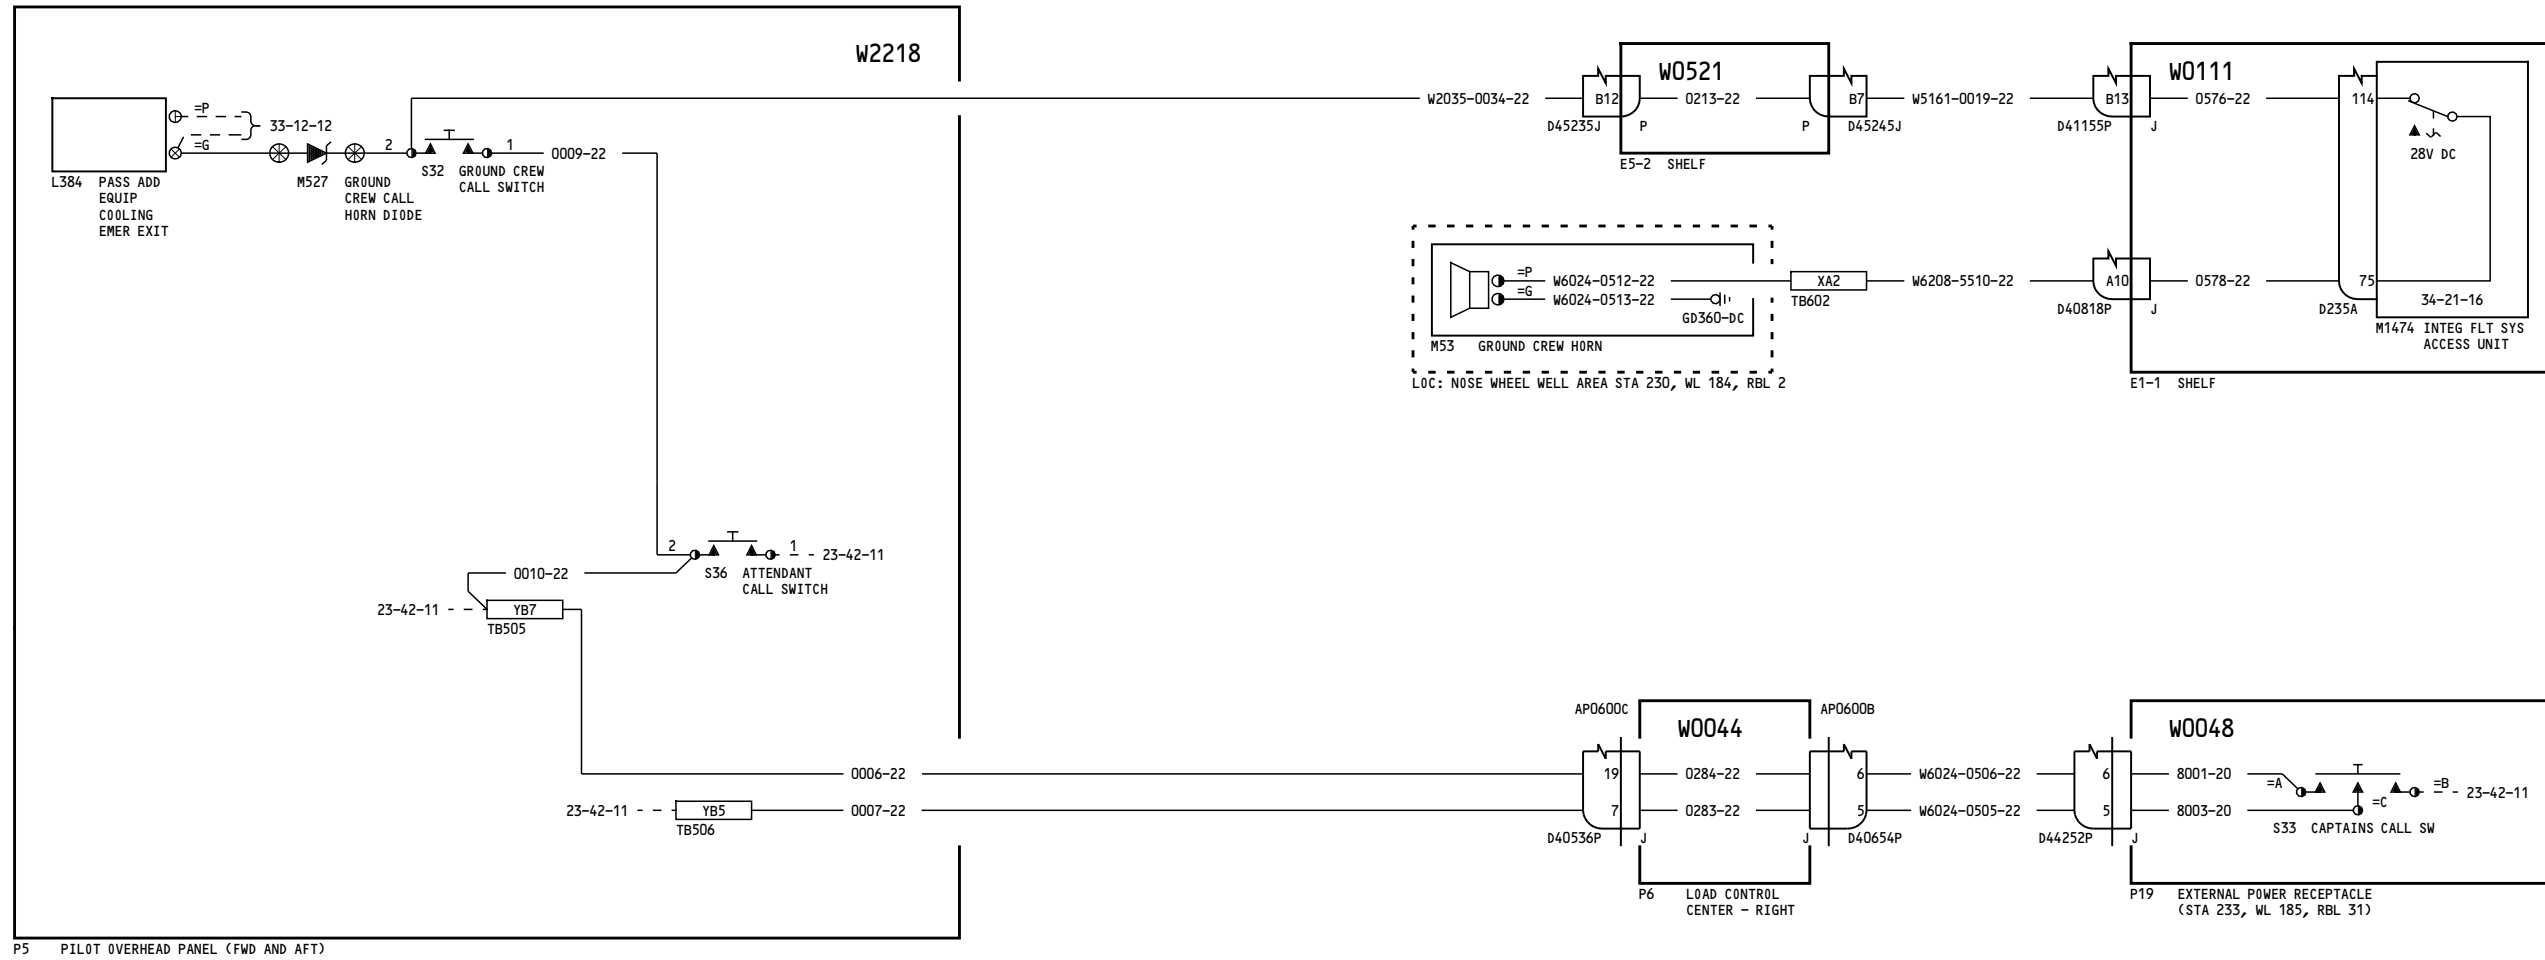 W2218
=P
33-12-12
=G
L384 PASS ADD
EQUIP
COOLING
EMER EXIT
M527 GROUND
CREW CALL
HORN DIODE
2
S32 GROUND CREW
CALL SWITCH
1
0009-22
W2035-0034-22
B12
D45235J
P
W0521
0213-22
P
B7
D45245J
E5-2 SHELF
W5161-0019-22
B13
D41155P
J
W0111
0576-22
114
28V DC
=P
W6024-0512-22
=G
W6024-0513-22
GD360-DC
M53 GROUND CREW HORN
LOC: NOSE WHEEL WELL AREA STA 230, WL 184, RBL 2
XA2
TB602
W6208-5510-22
A10
D40818P
J
0578-22
75
D235A
34-21-16
M1474 INTEG FLT SYS
ACCESS UNIT
E1-1 SHELF
2
1
23-42-11
S36 ATTENDANT
CALL SWITCH
0010-22
23-42-11
YB7
TB505
0006-22
23-42-11
YB5
TB506
0007-22
AP0600C
W0044
AP0600B
19
0284-22
6
W6024-0506-22
7
0283-22
5
W6024-0505-22
D40536P
J
J
D40654P
P6 LOAD CONTROL
CENTER - RIGHT
W0048
6
8001-20
=A
=B
23-42-11
5
8003-20
=C
D44252P
J
S33 CAPTAINS CALL SW
P19 EXTERNAL POWER RECEPTACLE
(STA 233, WL 185, RBL 31)
P5 PILOT OVERHEAD PANEL (FWD AND AFT)